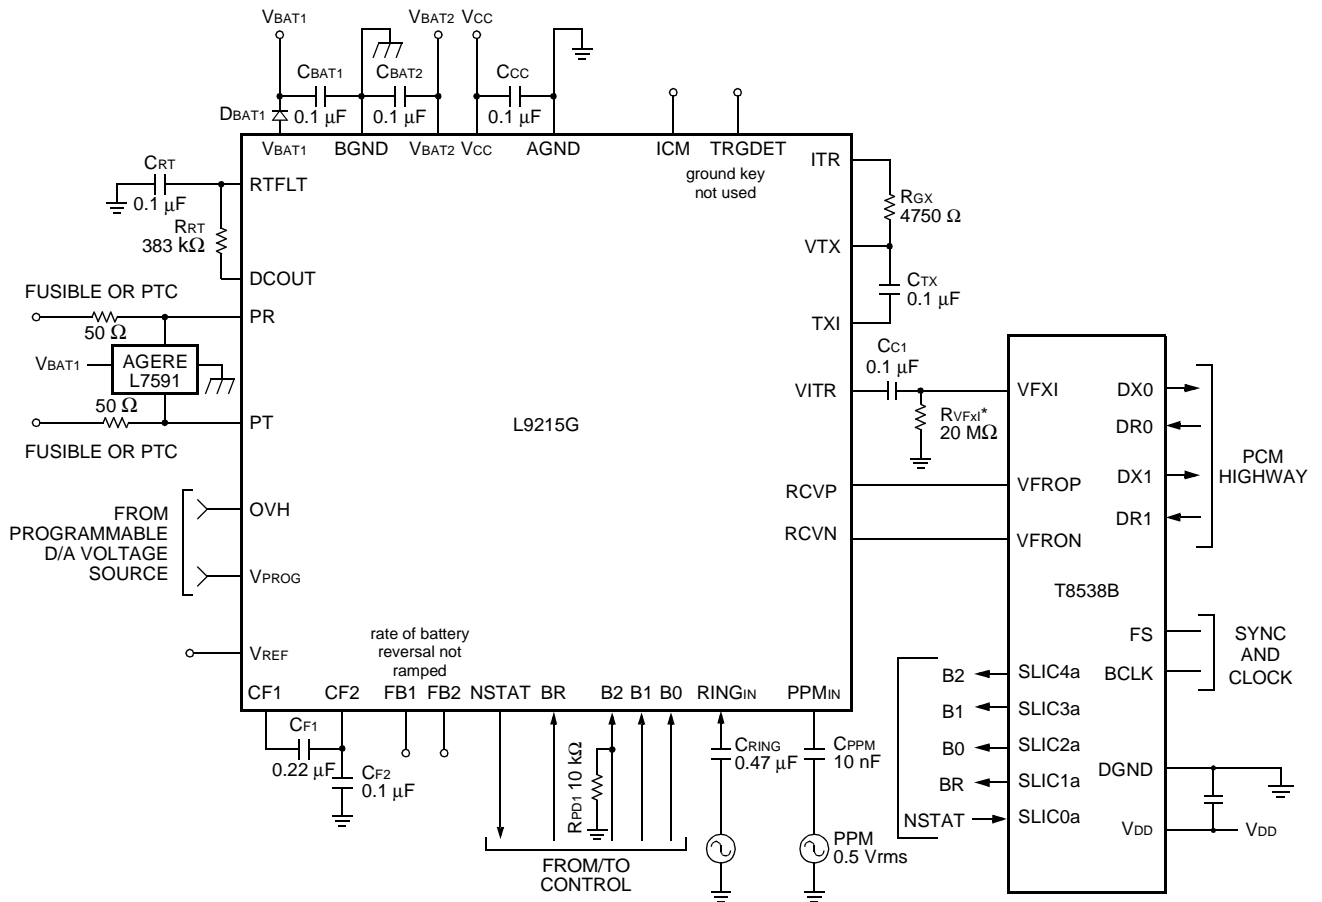 VBAT1
VBAT2
VCC
CBAT1
0.1 μF
CBAT2
0.1 μF
CCC
0.1 μF
DBAT1
VBAT1
BGND
VBAT2
VCC
AGND
ICM
TRGDET
ground key
not used
ITR
RGX
4750 Ω
VTX
CTX
0.1 μF
TXI
CRT
0.1 μF
RTFLT
RRT
383 kΩ
DCOUT
FUSIBLE OR PTC
50 Ω
PR
VBAT1
AGERE
L7591
50 Ω
PT
FUSIBLE OR PTC
L9215G
VITR
CC1
0.1 μF
RVFXI*
20 MΩ
RCVP
RCVN
FROM
PROGRAMMABLE
D/A VOLTAGE
SOURCE
OVH
VPROG
VREF
rate of battery
reversal not
ramped
CF1
CF2
FB1
FB2
NSTAT
BR
B2
B1
B0
RINGIN
PPMIN
CF1
0.22 μF
CF2
0.1 μF
RPD1 10 kΩ
FROM/TO
CONTROL
CRING
0.47 μF
CPPM
10 nF
PPM
0.5 Vrms
VFXI
VFROP
VFRON
T8538B
DX0
DR0
DX1
DR1
PCM
HIGHWAY
FS
BCLK
SYNC
AND
CLOCK
B2
SLIC4a
B1
SLIC3a
B0
SLIC2a
BR
SLIC1a
NSTAT
SLIC0a
DGND
VDD
VDD